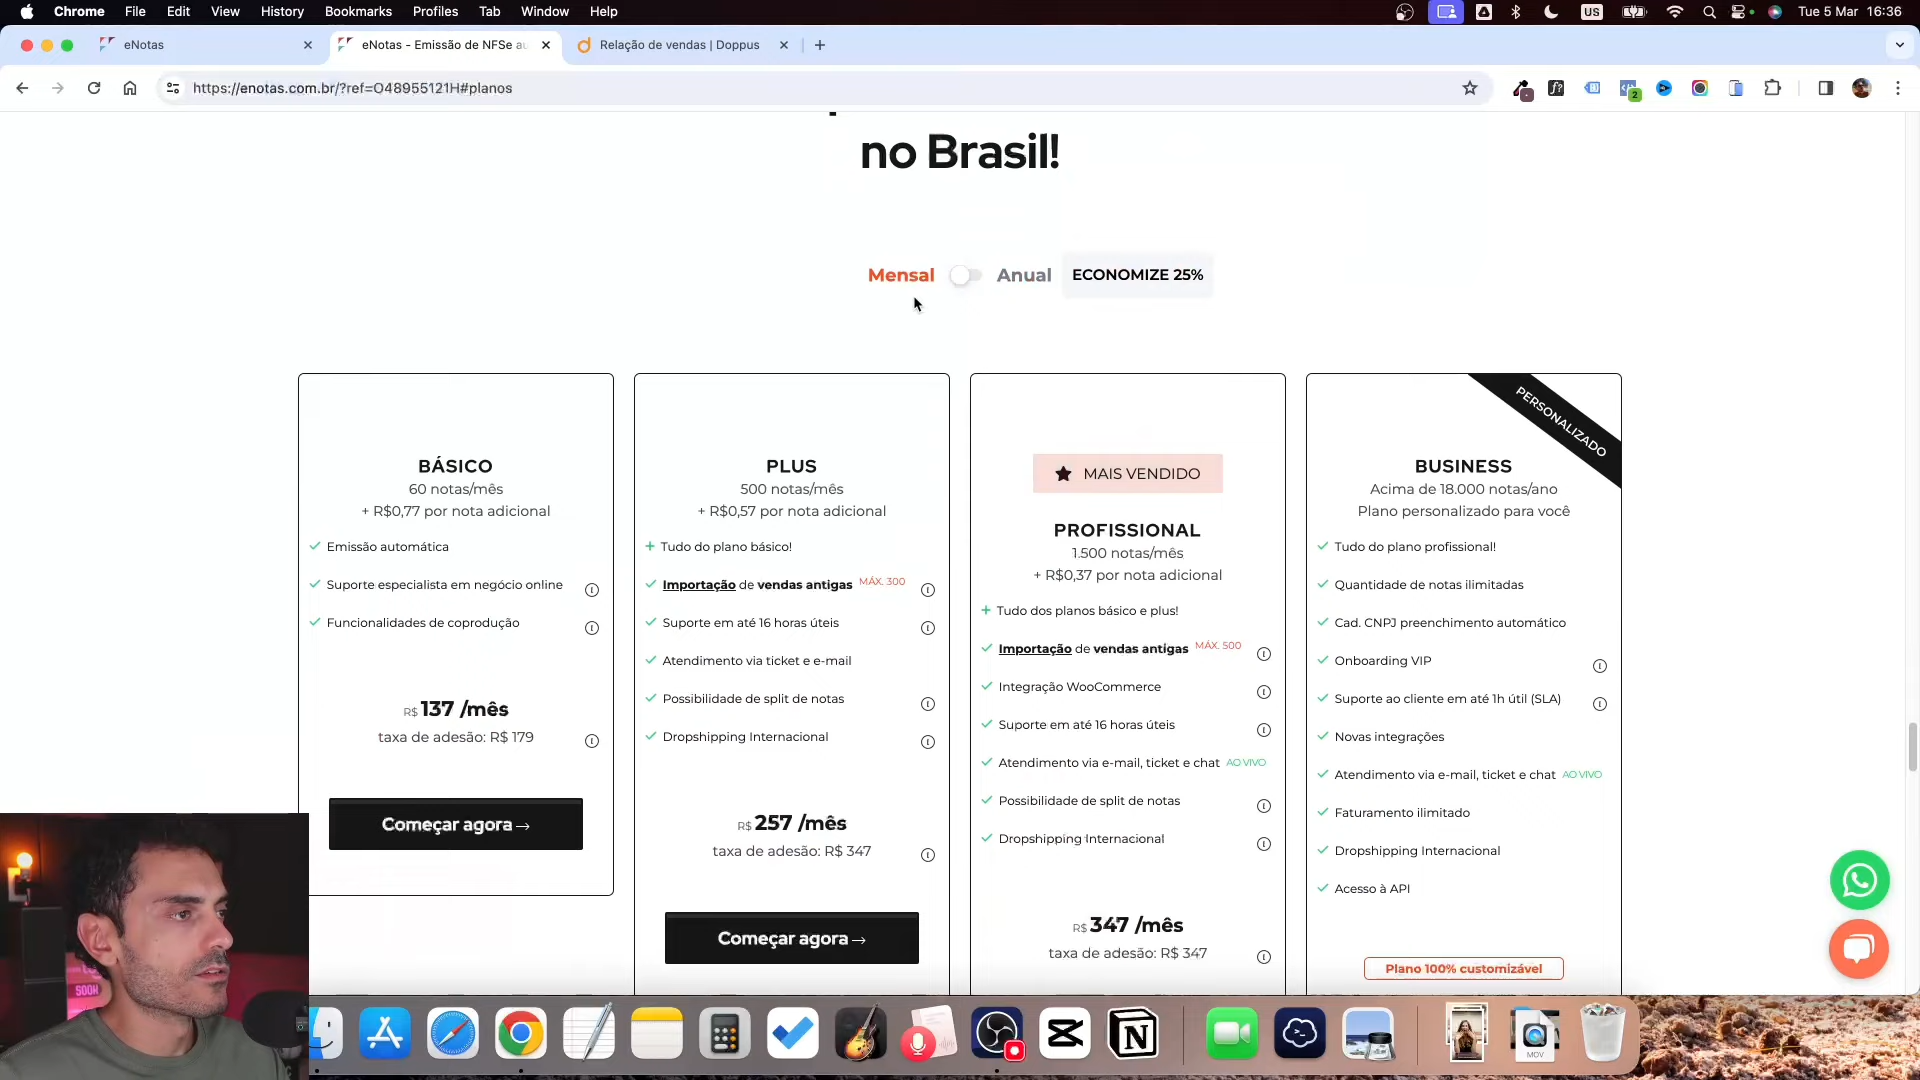 Chrome File Edit View History Bookmarks Profiles Tab Window Help
US
Tue 5 Mar 16:36
eNotas
eNotas - Emissão de NFSe au
Relação de vendas | Doppus
https://enotas.com.br/?ref=O48955121H#planos
f?
2
no Brasil!
Mensal Anual ECONOMIZE 25%
BÁSICO
60 notas/mês
+ R$0,77 por nota adicional
Emissão automática
Suporte especialista em negócio online
Funcionalidades de coprodução
R$ 137 /mês
taxa de adesão: R$ 179
Começar agora→
PLUS
500 notas/mês
+ R$0,57 por nota adicional
+ Tudo do plano básico!
Importação de vendas antigas MÁX. 300
Suporte em até 16 horas úteis
Atendimento via ticket e e-mail
Possibilidade de split de notas
Dropshipping Internacional
R$ 257 /mês
taxa de adesão: R$ 347
Começar agora→
MAIS VENDIDO
PROFISSIONAL
1.500 notas/mês
+ R$0,37 por nota adicional
+ Tudo dos planos básico e plus!
Importação de vendas antigas MÁX. 500
Integração WooCommerce
Suporte em até 16 horas úteis
Atendimento via e-mail, ticket e chat AO VIVO
Possibilidade de split de notas
Dropshipping Internacional
R$ 347 /mês
taxa de adesão: R$ 347
PERSONALIZADO
BUSINESS
Acima de 18.000 notas/ano
Plano personalizado para você
Tudo do plano profissional!
Quantidade de notas ilimitadas
Cad. CNPJ preenchimento automático
Onboarding VIP
Suporte ao cliente em até 1h útil (SLA)
Novas integrações
Atendimento via e-mail, ticket e chat AO VIVO
Faturamento ilimitado
Dropshipping Internacional
Acesso à API
Plano 100% customizável
SOON
MOV